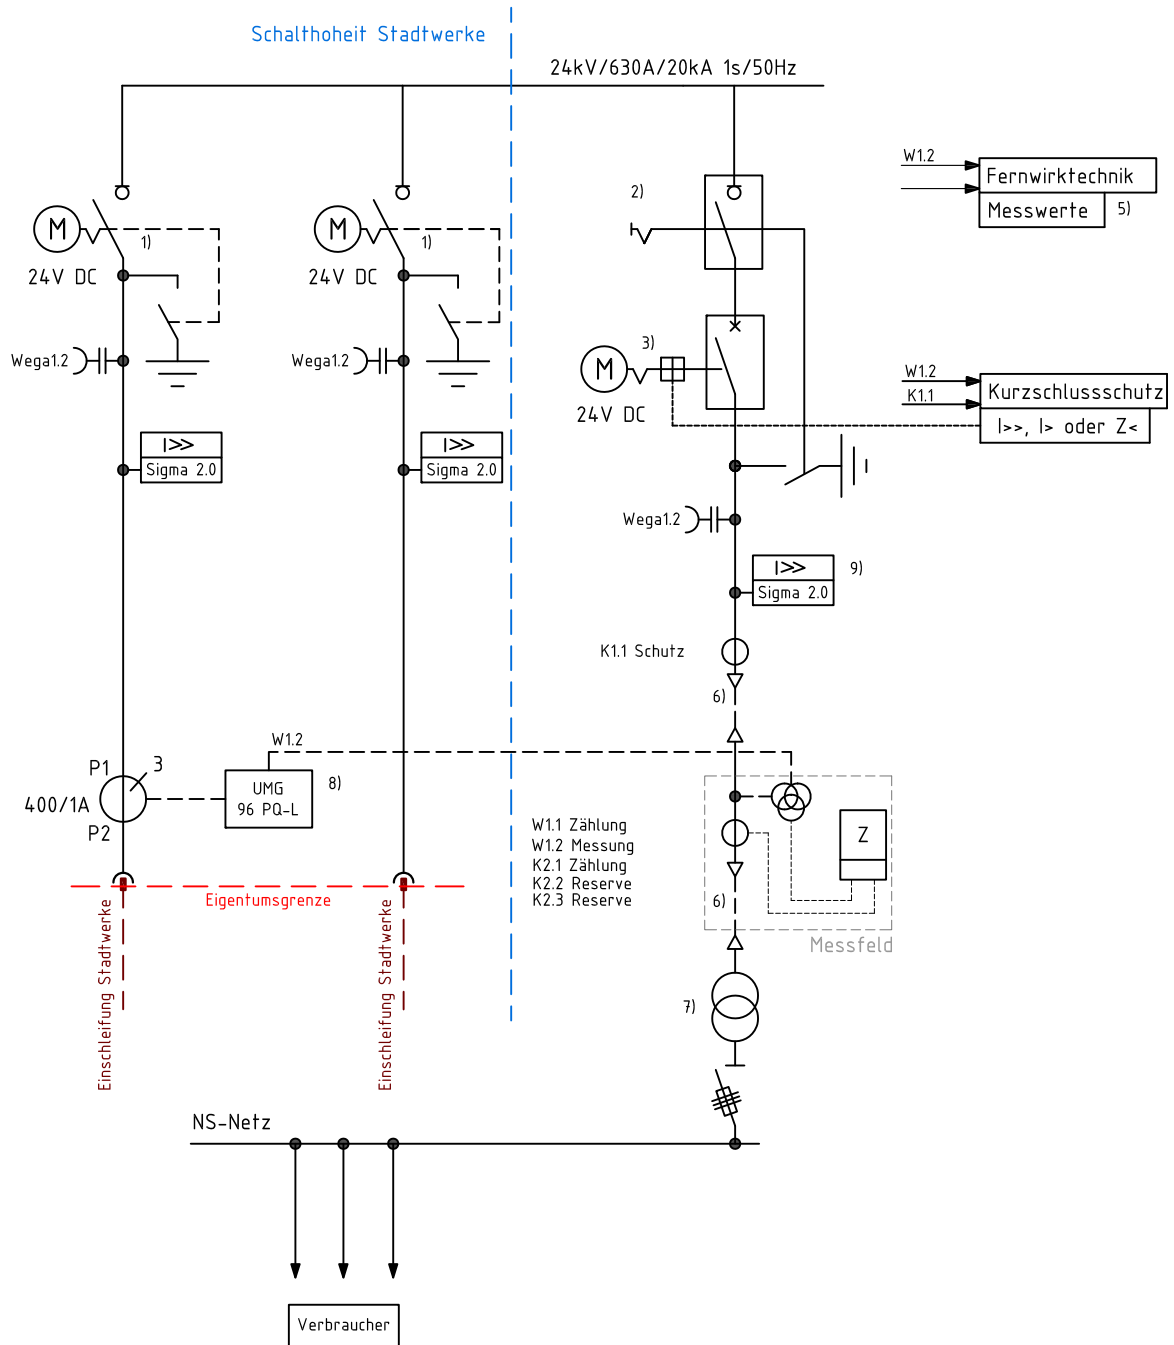 Schalthoheit Stadtwerke
24kV/630A/20kA 1s/50Hz
W1.2
Fernwirktechnik
Messwerte
5)
2)
M
1)
24V DC
M
1)
24V DC
Wega1.2
Wega1.2
3)
M
24V DC
W1.2
K1.1
Kurzschlussschutz
I>>, I> oder Z<
I>>
Sigma 2.0
I>>
Sigma 2.0
Wega1.2
I>>
Sigma 2.0
9)
K1.1 Schutz
6)
W1.2
P1
3
400/1A
P2
UMG
96 PQ-L
8)
W1.1 Zählung
W1.2 Messung
K2.1 Zählung
K2.2 Reserve
K2.3 Reserve
Z
6)
Messfeld
Eigentumsgrenze
Einschleifung Stadtwerke
Einschleifung Stadtwerke
7)
NS-Netz
Verbraucher